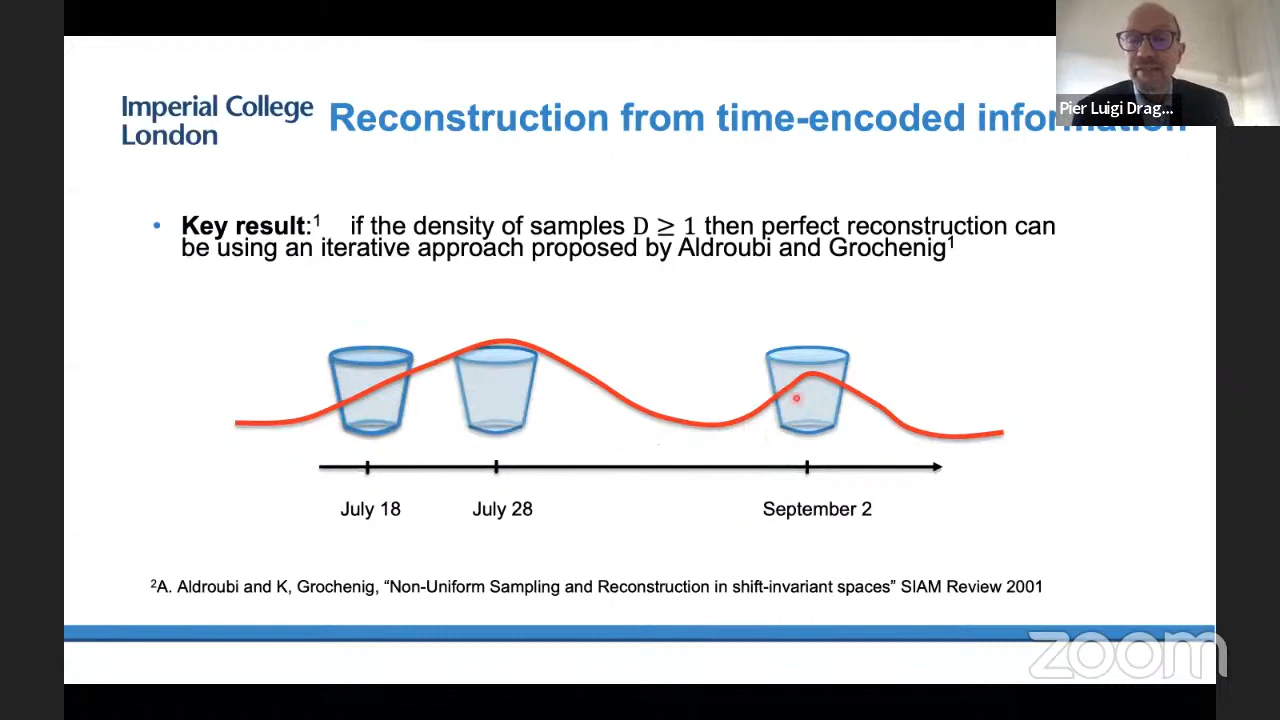 Imperial College
London
Reconstruction from time-encoded information
Pier Luigi Drag...
• Key result:¹ if the density of samples D ≥ 1 then perfect reconstruction can
be using an iterative approach proposed by Aldroubi and Grochenig¹
July 18
July 28
September 2
²A. Aldroubi and K, Grochenig, “Non-Uniform Sampling and Reconstruction in shift-invariant spaces” SIAM Review 2001
zoom